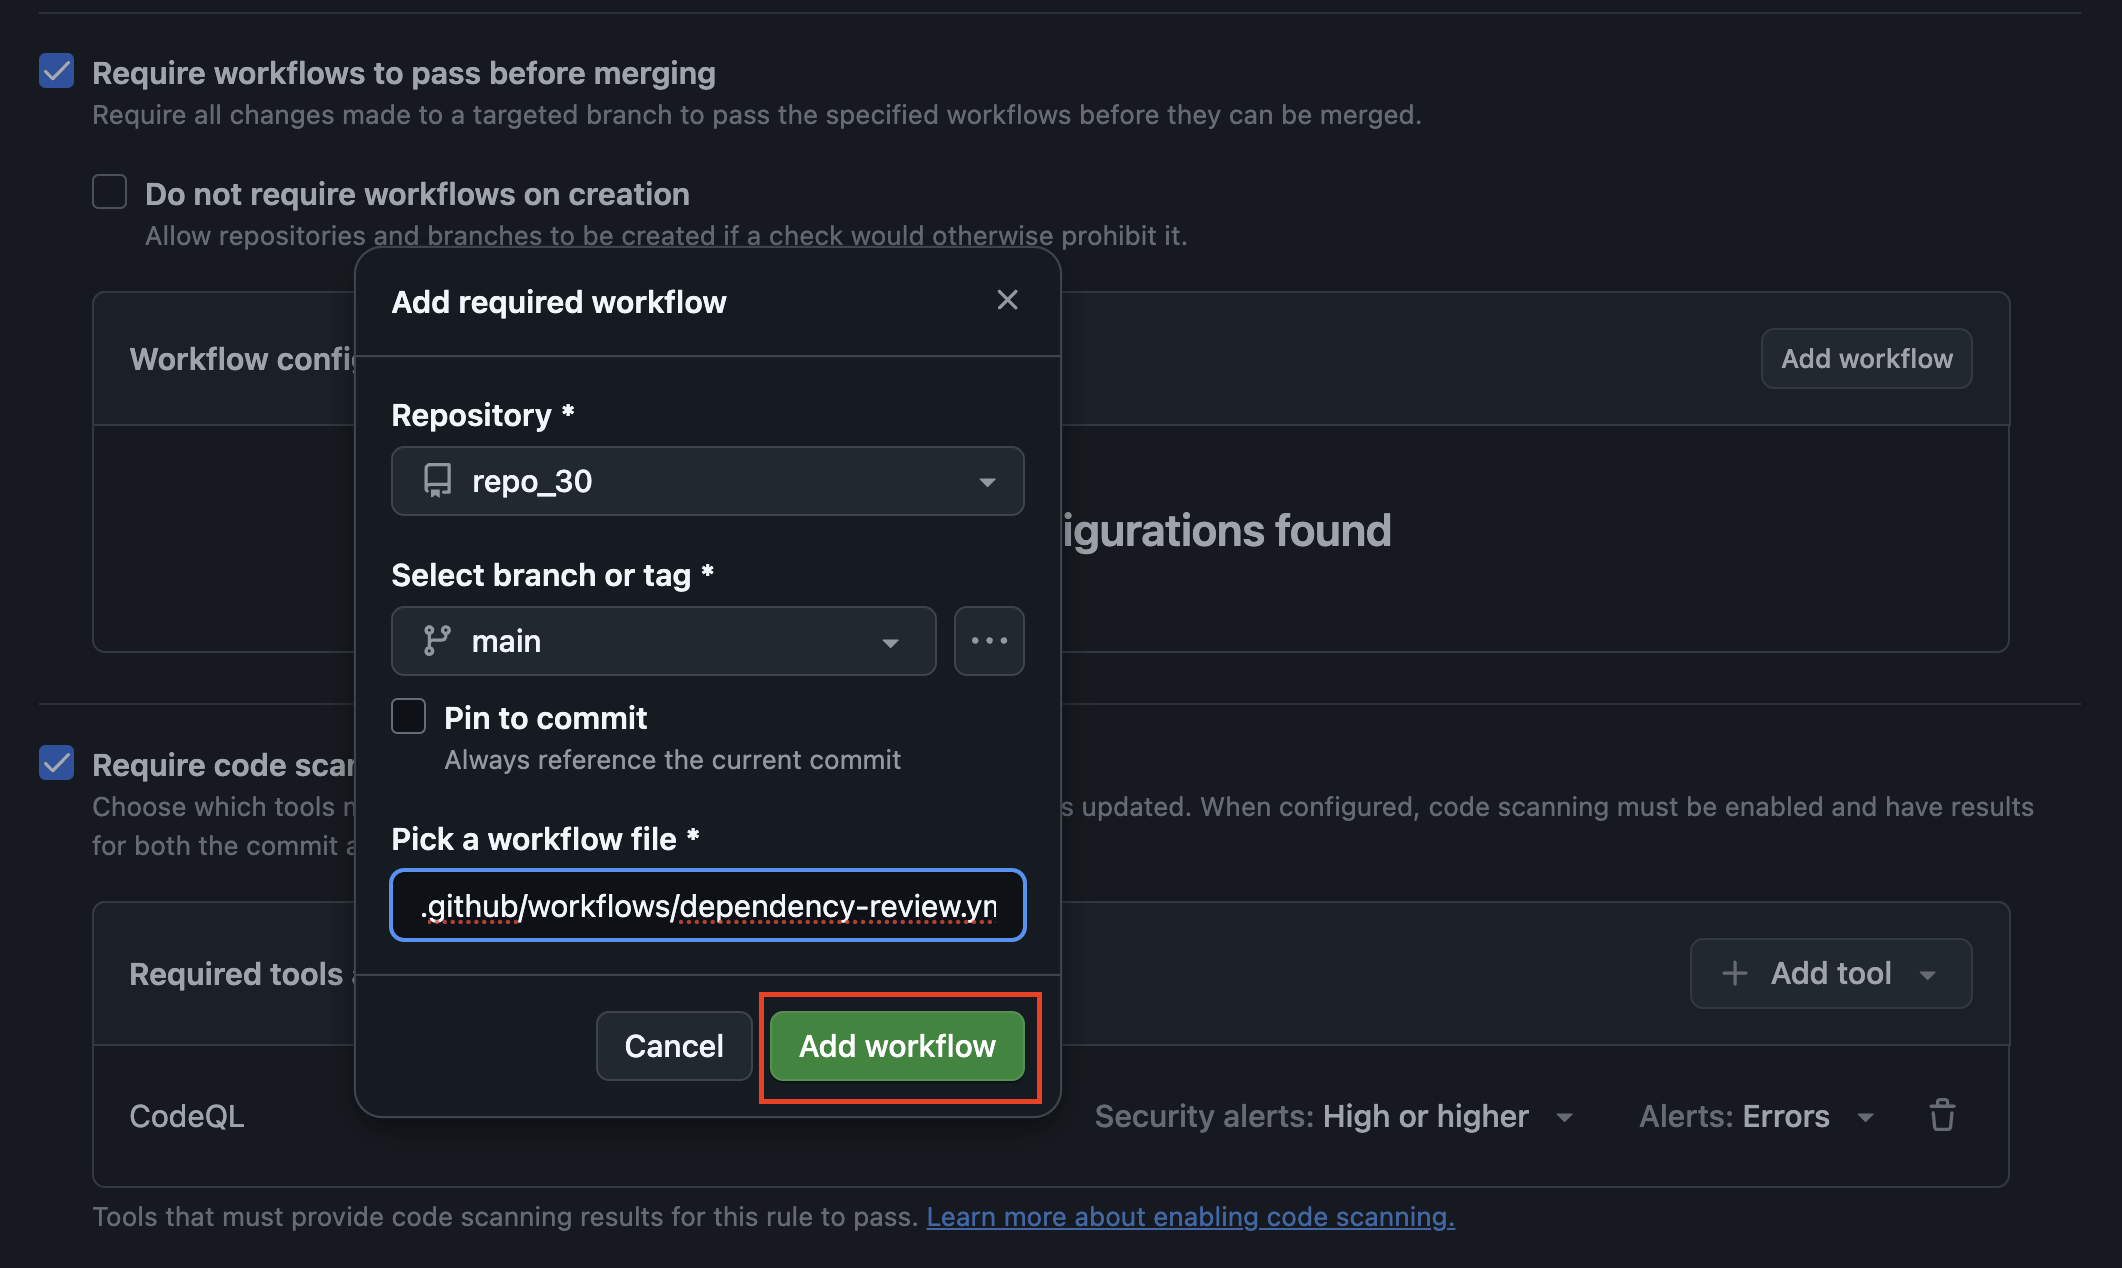 Require workflows to pass before merging
Require all changes made to a targeted branch to pass the specified workflows before they can be merged.
Do not require workflows on creation
Allow repositories and branches to be created if a check would otherwise prohibit it.
Add required workflow
Workflow confi
Add workflow
Repository *
repo_30
igurations found
Select branch or tag *
main
Pin to commit
Always reference the current commit
Require code scan
Choose which tools
s updated. When configured, code scanning must be enabled and have results
for both the commit
Pick a workflow file *
.github/workflows/dependency-review.ym
Required tools
Add tool
Cancel
Add workflow
CodeQL
Security alerts: High or higher
Alerts: Errors
Tools that must provide code scanning results for this rule to pass. Learn more about enabling code scanning.